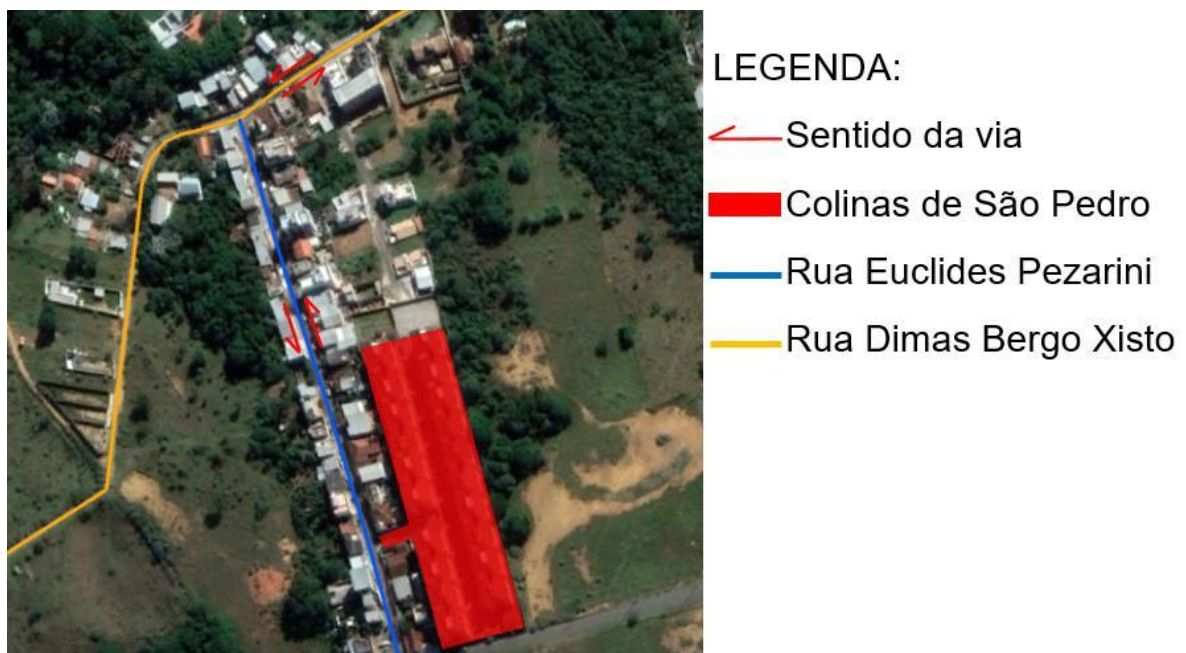 LEGENDA:
Sentido da via
Colinas de São Pedro
Rua Euclides Pezarini
Rua Dimas Bergo Xisto